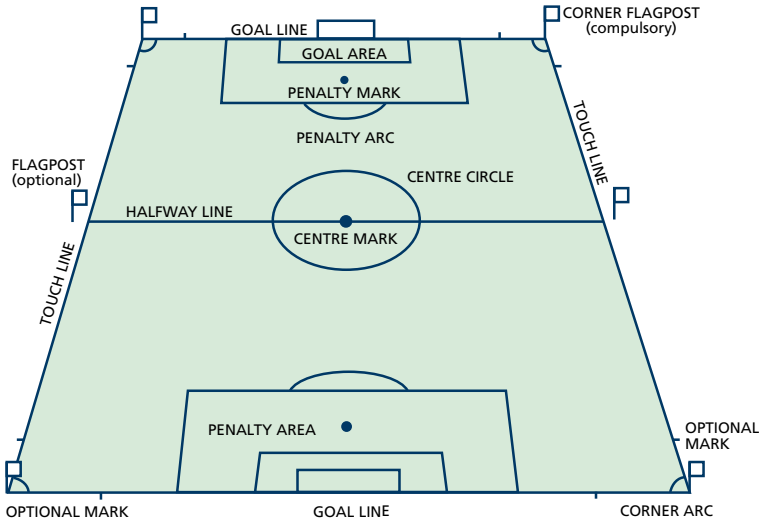 GOAL LINE
CORNER FLAGPOST
(compulsory)
GOAL AREA
PENALTY MARK
PENALTY ARC
TOUCH LINE
FLAGPOST
(optional)
CENTRE CIRCLE
HALFWAY LINE
CENTRE MARK
TOUCH LINE
PENALTY AREA
OPTIONAL
MARK
OPTIONAL MARK
GOAL LINE
CORNER ARC